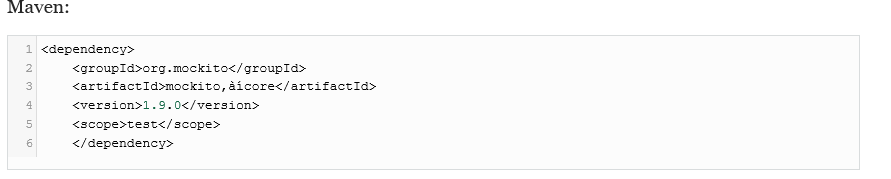 Maven:
1 <dependency>
2 <groupId>org.mockito</groupId>
3 <artifactId>mockito‚àícore</artifactId>
4 <version>1.9.0</version>
5 <scope>test</scope>
6 </dependency>